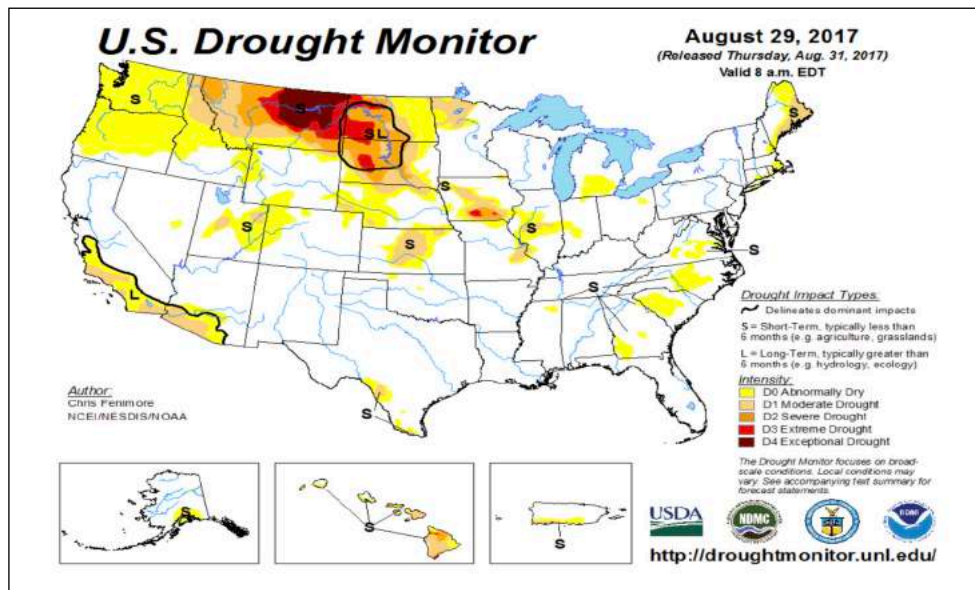 U.S. Drought Monitor
August 29, 2017
(Released Thursday, Aug. 31, 2017)
Valid 8 a.m. EDT
S
S
S L
S
S
S
S
S
S
S
S
L
S
Drought Impact Types:
Delineates dominant impacts
S = Short-Term, typically less than
6 months (e.g. agriculture, grasslands)
L = Long-Term, typically greater than
6 months (e.g. hydrology, ecology)
Intensity:
D0 Abnormally Dry
D1 Moderate Drought
D2 Severe Drought
D3 Extreme Drought
D4 Exceptional Drought
Author:
Chris Fenimore
NCEI/NESDIS/NOAA
The Drought Monitor focuses on broad-
scale conditions. Local conditions may
vary. See accompanying text summary for
forecast statements.
S
S
S
USDA
NDMC
http://droughtmonitor.unl.edu/